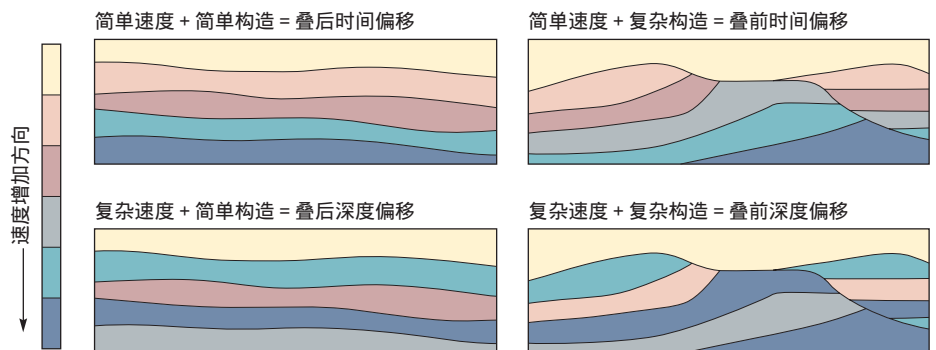 简单速度 + 简单构造 = 叠后时间偏移
简单速度 + 复杂构造 = 叠前时间偏移
速度增加方向
复杂速度 + 简单构造 = 叠后深度偏移
复杂速度 + 复杂构造 = 叠前深度偏移